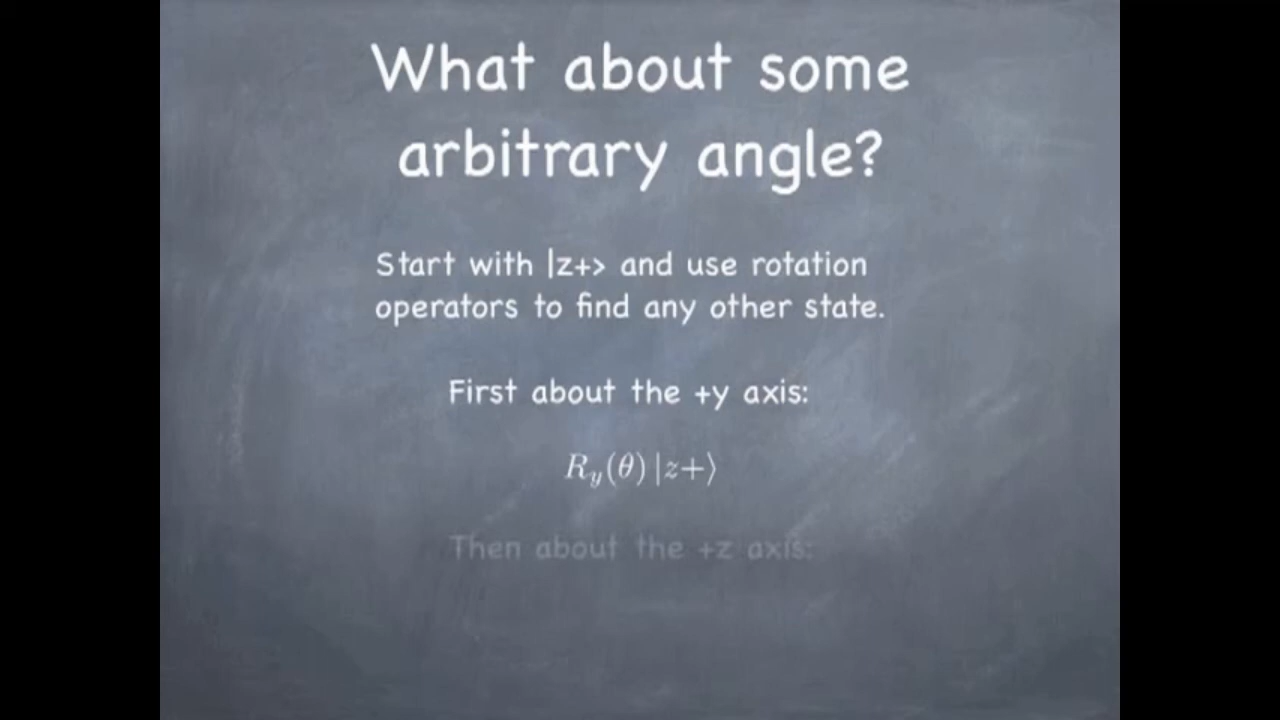 What about some
arbitrary angle?
Start with |z+> and use rotation
operators to find any other state.
First about the +y axis:
R_y(θ) |z+⟩
Then about the +z axis: